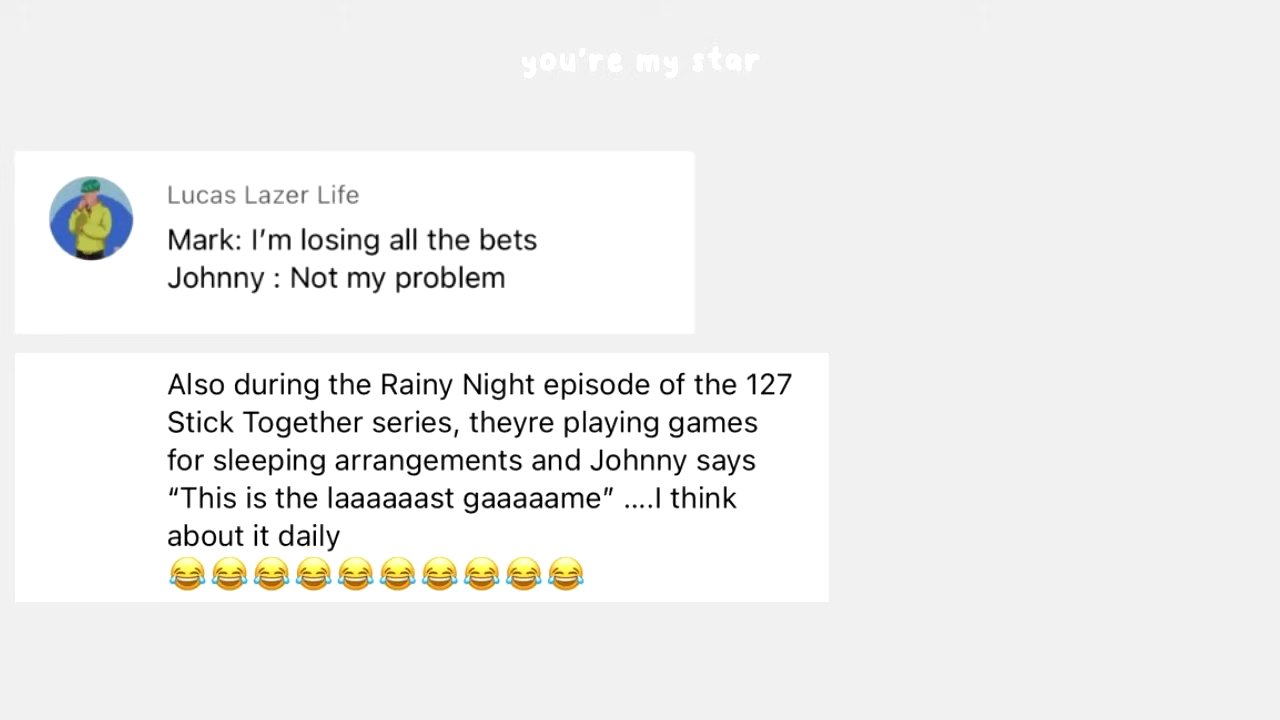 you're my star
Lucas Lazer Life
Mark: I’m losing all the bets
Johnny : Not my problem
Also during the Rainy Night episode of the 127
Stick Together series, theyre playing games
for sleeping arrangements and Johnny says
“This is the laaaaaast gaaaaame” ....I think
about it daily
😂😂😂😂😂😂😂😂😂😂